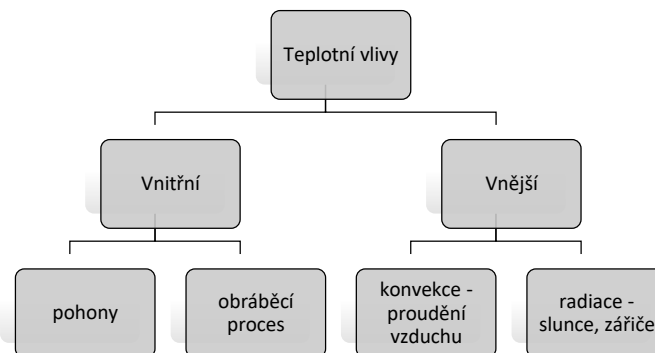 Teplotní vlivy
Vnitřní
Vnější
pohony
obráběcí
proces
konvekce -
proudění
vzduchu
radiace -
slunce, zářiče